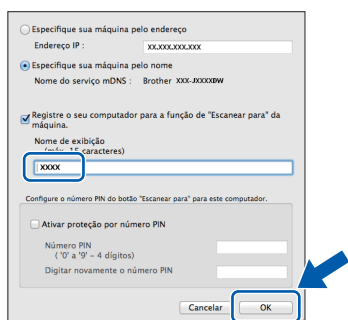 Especifique sua máquina pelo endereço
Endereço IP : XX.XXX.XXX.XXX
Especifique sua máquina pelo nome
Nome do serviço mDNS : Brother XXX-JXXXXDW
Registre o seu computador para a função de "Escanear para" da
máquina.
Nome de exibição
(máx. 15 caracteres)
XXXX
Configure o número PIN do botão "Escanear para" para este computador.
Ativar proteção por número PIN
Número PIN
( '0' a '9' – 4 dígitos)
Digitar novamente o número PIN
Cancelar OK